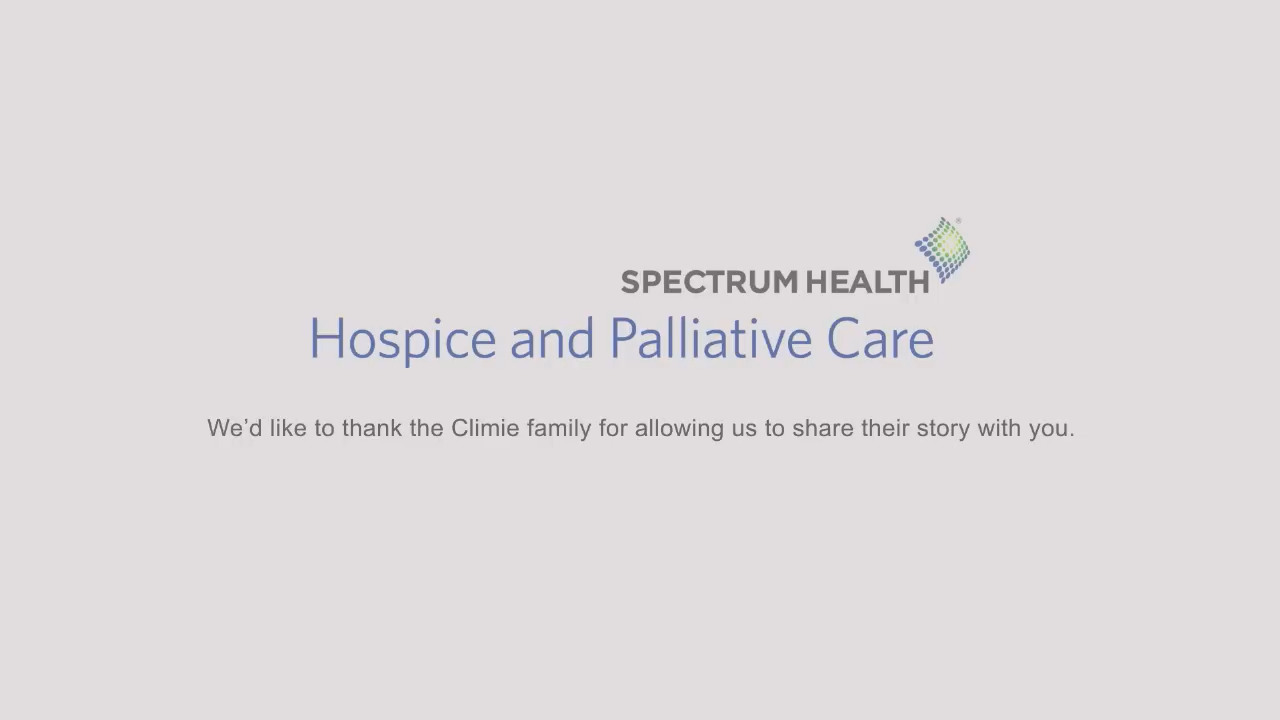 SPECTRUM HEALTH®
Hospice and Palliative Care
We’d like to thank the Climie family for allowing us to share their story with you.